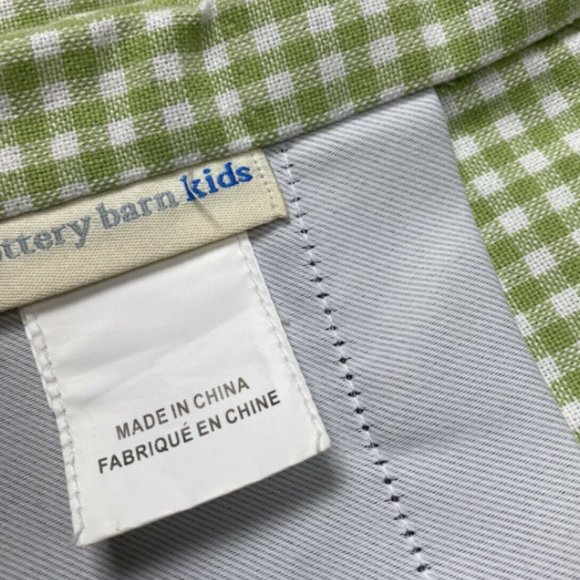 ottery barn kids
MADE IN CHINA
FABRIQUÉ EN CHINE